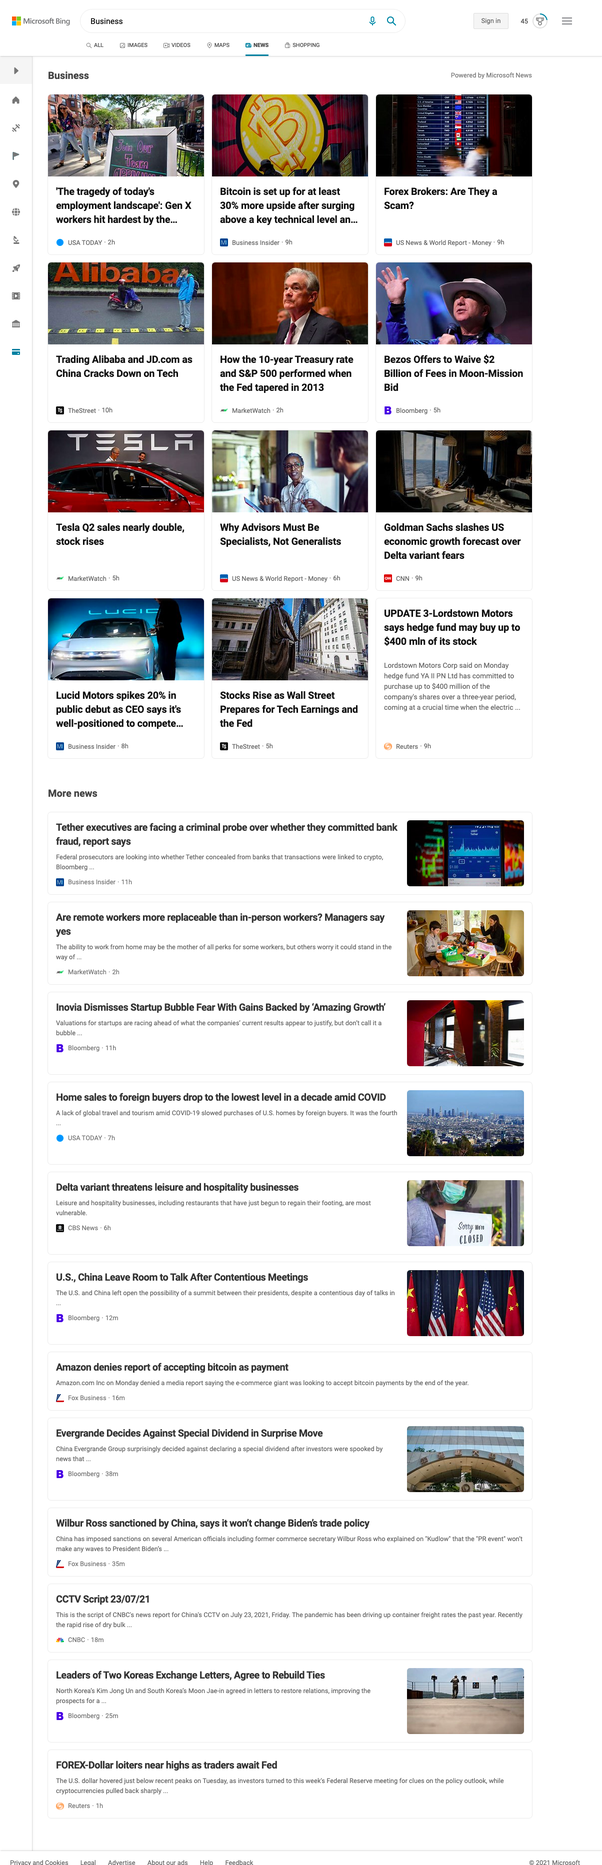 Microsoft Bing
Business
Sign in
45
ALL
IMAGES
VIDEOS
MAPS
NEWS
SHOPPING
Business
Powered by Microsoft News
Join Our
Team
'The tragedy of today's
employment landscape': Gen X
workers hit hardest by the...
USA TODAY · 2h
Bitcoin is set up for at least
30% more upside after surging
above a key technical level an...
Business Insider · 9h
Forex Brokers: Are They a
Scam?
US News & World Report - Money · 9h
Alibaba
Trading Alibaba and JD.com as
China Cracks Down on Tech
TheStreet · 10h
How the 10-year Treasury rate
and S&P 500 performed when
the Fed tapered in 2013
MarketWatch · 2h
Bezos Offers to Waive $2
Billion of Fees in Moon-Mission
Bid
Bloomberg · 5h
TESLA
Tesla Q2 sales nearly double,
stock rises
MarketWatch · 5h
Why Advisors Must Be
Specialists, Not Generalists
US News & World Report - Money · 6h
Goldman Sachs slashes US
economic growth forecast over
Delta variant fears
CNN · 9h
LUCID
Lucid Motors spikes 20% in
public debut as CEO says it's
well-positioned to compete...
Business Insider · 8h
Stocks Rise as Wall Street
Prepares for Tech Earnings and
the Fed
TheStreet · 5h
UPDATE 3-Lordstown Motors
says hedge fund may buy up to
$400 mln of its stock
Lordstown Motors Corp said on Monday
hedge fund YA II PN Ltd has committed to
purchase up to $400 million of the
company's shares over a three-year period,
coming at a crucial time when the electric ...
Reuters · 9h
More news
Tether executives are facing a criminal probe over whether they committed bank
fraud, report says
Federal prosecutors are looking into whether Tether concealed from banks that transactions were linked to crypto,
Bloomberg ...
Business Insider · 11h
Are remote workers more replaceable than in-person workers? Managers say
yes
The ability to work from home may be the mother of all perks for some workers, but others worry it could stand in the
way of ...
MarketWatch · 2h
Inovia Dismisses Startup Bubble Fear With Gains Backed by ‘Amazing Growth’
Valuations for startups are racing ahead of what the companies' current results appear to justify, but don't call it a
bubble ...
Bloomberg · 11h
Home sales to foreign buyers drop to the lowest level in a decade amid COVID
A lack of global travel and tourism amid COVID-19 slowed purchases of U.S. homes by foreign buyers. It was the fourth
...
USA TODAY · 7h
Delta variant threatens leisure and hospitality businesses
Leisure and hospitality businesses, including restaurants that have just begun to regain their footing, are most
vulnerable.
CBS News · 6h
Sorry we're
CLOSED
U.S., China Leave Room to Talk After Contentious Meetings
The U.S. and China left open the possibility of a summit between their presidents, despite a contentious day of talks in
...
Bloomberg · 12m
Amazon denies report of accepting bitcoin as payment
Amazon.com Inc on Monday denied a media report saying the e-commerce giant was looking to accept bitcoin payments by the end of the year.
Fox Business · 16m
Evergrande Decides Against Special Dividend in Surprise Move
China Evergrande Group surprisingly decided against declaring a special dividend after investors were spooked by
news that ...
Bloomberg · 38m
Wilbur Ross sanctioned by China, says it won't change Biden's trade policy
China has imposed sanctions on several American officials including former commerce secretary Wilbur Ross who explained on "Kudlow" that the "PR event" won't
make any waves to President Biden's ...
Fox Business · 35m
CCTV Script 23/07/21
This is the script of CNBC's news report for China's CCTV on July 23, 2021, Friday. The pandemic has been driving up container freight rates the past year. Recently
the rapid rise of dry bulk ...
CNBC · 18m
Leaders of Two Koreas Exchange Letters, Agree to Rebuild Ties
North Korea's Kim Jong Un and South Korea's Moon Jae-in agreed in letters to restore relations, improving the
prospects for a ...
Bloomberg · 25m
FOREX-Dollar loiters near highs as traders await Fed
The U.S. dollar hovered just below recent peaks on Tuesday, as investors turned to this week's Federal Reserve meeting for clues on the policy outlook, while
cryptocurrencies pulled back sharply ...
Reuters · 1h
Privacy and Cookies
Legal
Advertise
About our ads
Help
Feedback
© 2021 Microsoft